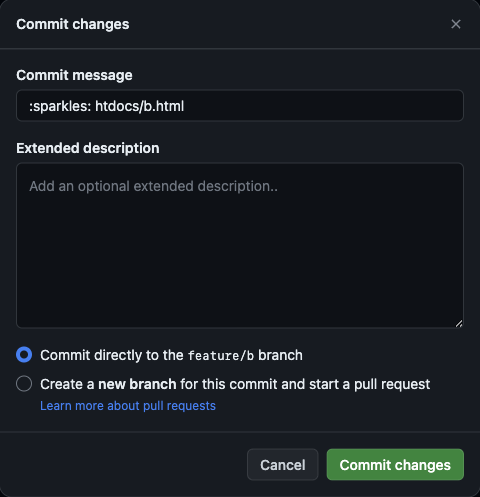 Commit changes
Commit message
:sparkles: htdocs/b.html
Extended description
Add an optional extended description..
Commit directly to the feature/b branch
Create a new branch for this commit and start a pull request
Learn more about pull requests
Cancel
Commit changes